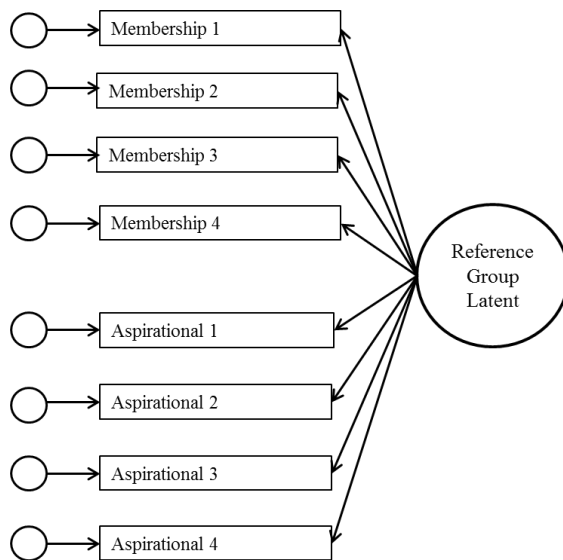 Membership 1
Membership 2
Membership 3
Membership 4
Aspirational 1
Aspirational 2
Aspirational 3
Aspirational 4
Reference
Group
Latent